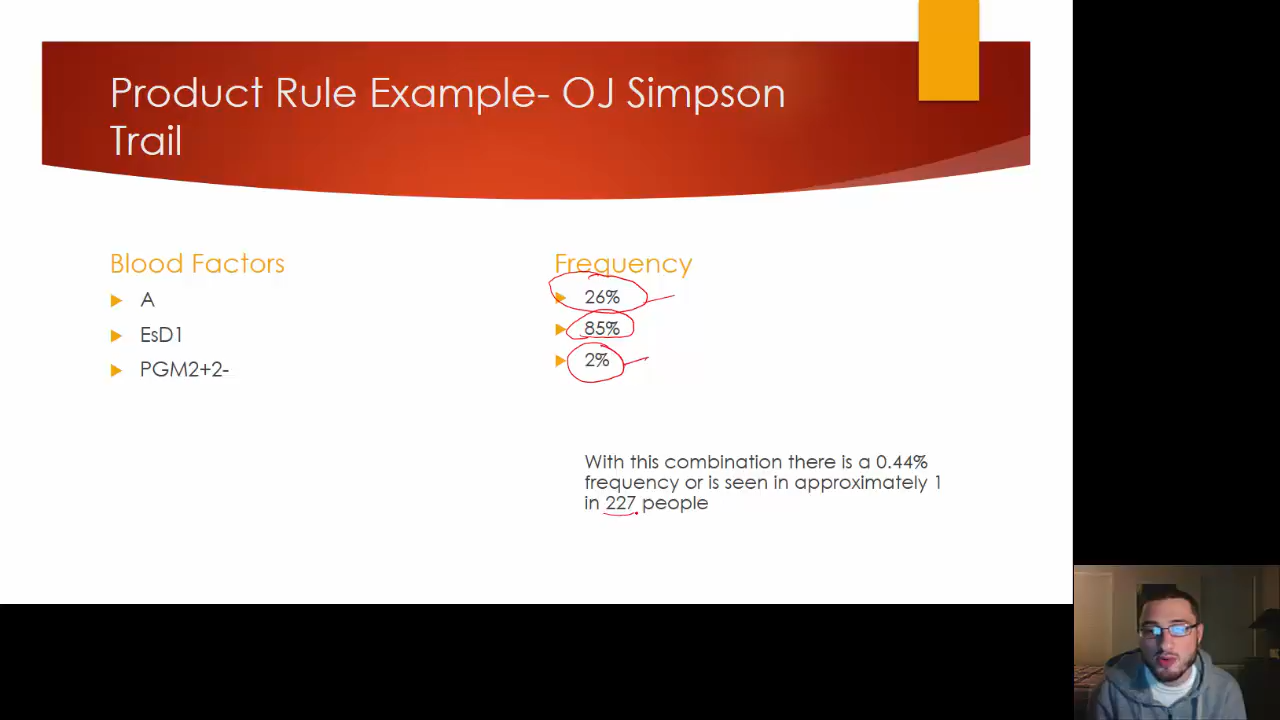 Product Rule Example- OJ Simpson
Trail
Blood Factors
A
EsD1
PGM2+2-
Frequency
26%
85%
2%
With this combination there is a 0.44%
frequency or is seen in approximately 1
in 227 people